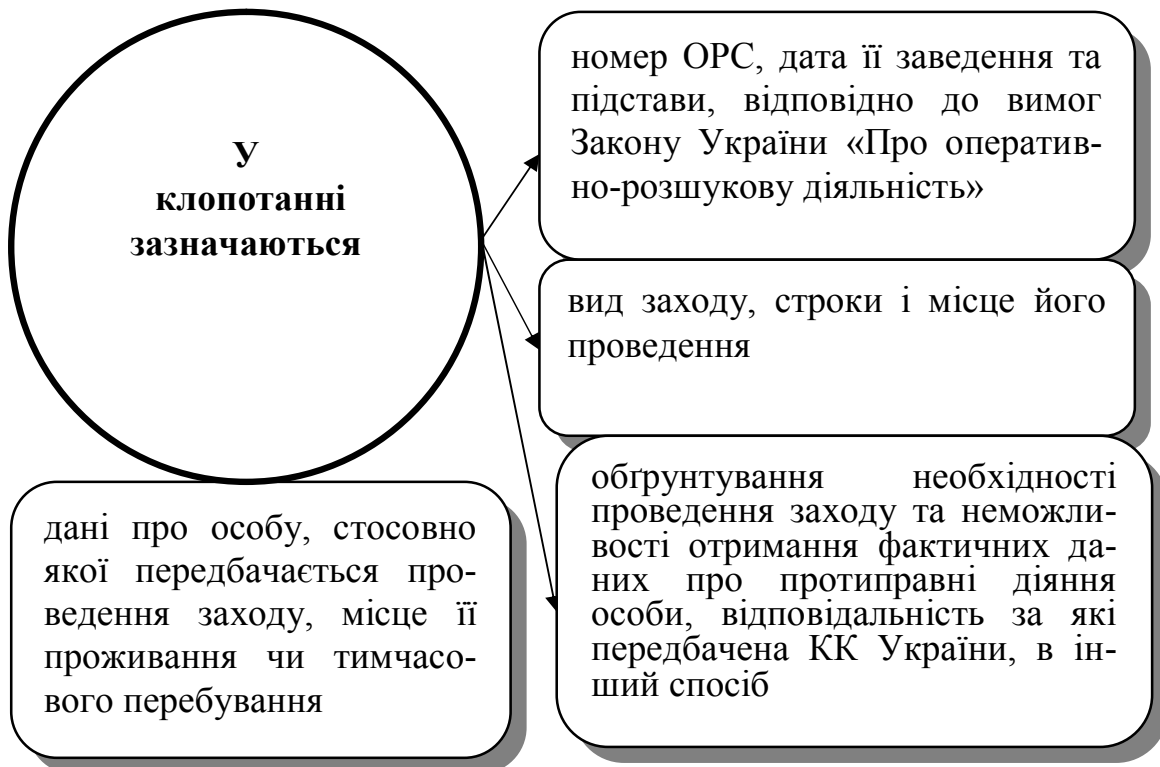 У
клопотанні
зазначаються
номер ОРС, дата її заведення та
підстави, відповідно до вимог
Закону України «Про оператив-
но-розшукову діяльність»
вид заходу, строки і місце його
проведення
обґрунтування необхідності
проведення заходу та неможли-
вості отримання фактичних да-
них про протиправні діяння
особи, відповідальність за які
передбачена КК України, в ін-
ший спосіб
дані про особу, стосовно
якої передбачається про-
ведення заходу, місце її
проживання чи тимчасо-
вого перебування